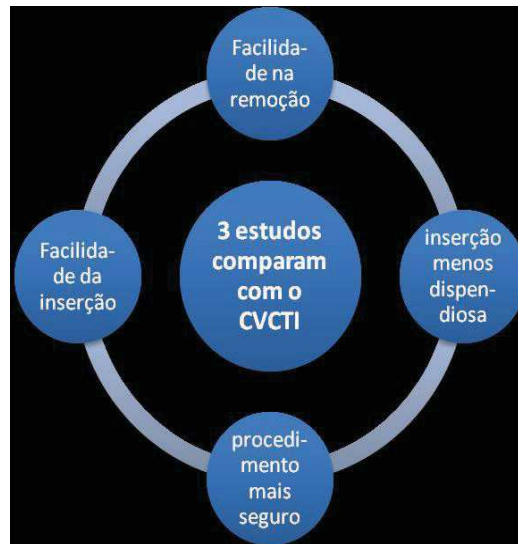 Facilida-
de na
remoção
3 estudos
comparam
com o
CVCTI
Facilida-
de da
inserção
inserção
menos
dispen-
diosa
procedi-
mento
mais
seguro